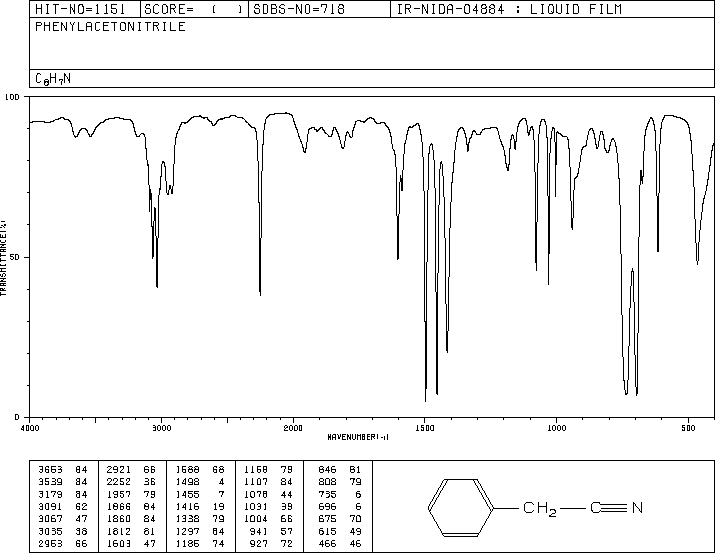 HIT-NO=1151 SCORE= ( ) SDBS-NO=718 IR-NIDA-04884 : LIQUID FILM
PHENYLACETONITRILE
C8H7N
100
50
0
TRANSMITTANCE(%)
4000 3000 2000 1500 1000 500
WAVENUMBER(-1)
3653 84 2921 66 1588 68 1158 79 846 81
3539 84 2252 36 1498 4 1107 84 808 79
3179 84 1957 79 1455 7 1078 44 735 6
3091 62 1866 84 1416 19 1031 39 696 6
3067 47 1860 84 1338 79 1004 66 675 70
3035 38 1812 81 1297 84 941 57 615 49
2953 66 1603 47 1186 74 927 72 466 46
CH2 C N